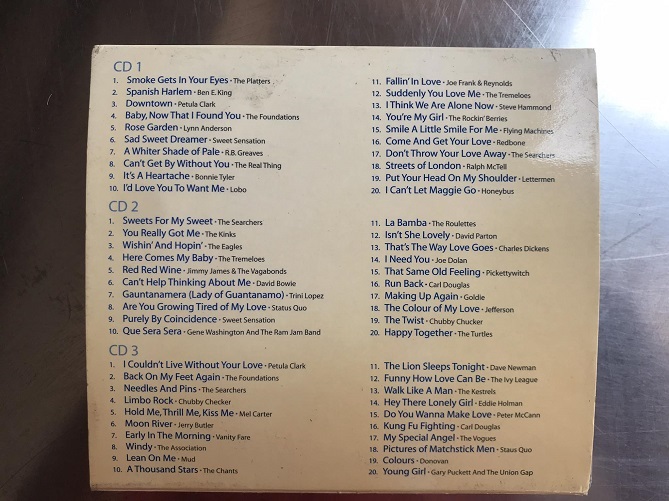 CD 1
1. Smoke Gets In Your Eyes • The Platters
2. Spanish Harlem • Ben E. King
3. Downtown • Petula Clark
4. Baby, Now That I Found You • The Foundations
5. Rose Garden • Lynn Anderson
6. Sad Sweet Dreamer • Sweet Sensation
7. A Whiter Shade of Pale • R.B. Greaves
8. Can't Get By Without You • The Real Thing
9. It's A Heartache • Bonnie Tyler
10. I'd Love You To Want Me • Lobo
11. Fallin' In Love • Joe Frank & Reynolds
12. Suddenly You Love Me • The Tremeloes
13. I Think We Are Alone Now • Steve Hammond
14. You're My Girl • The Rockin' Berries
15. Smile A Little Smile For Me • Flying Machines
16. Come And Get Your Love • Redbone
17. Don't Throw Your Love Away • The Searchers
18. Streets of London • Ralph McTell
19. Put Your Head On My Shoulder • Lettermen
20. I Can't Let Maggie Go • Honeybus
CD 2
1. Sweets For My Sweet • The Searchers
2. You Really Got Me • The Kinks
3. Wishin' And Hopin' • The Eagles
4. Here Comes My Baby • The Tremeloes
5. Red Red Wine • Jimmy James & The Vagabonds
6. Can't Help Thinking About Me • David Bowie
7. Gauntanamera (Lady of Guantanamo) • Trini Lopez
8. Are You Growing Tired of My Love • Status Quo
9. Purely By Coincidence • Sweet Sensation
10. Que Sera Sera • Gene Washington And The Ram Jam Band
11. La Bamba • The Roulettes
12. Isn't She Lovely • David Parton
13. That's The Way Love Goes • Charles Dickens
14. I Need You • Joe Dolan
15. That Same Old Feeling • Pickettywitch
16. Run Back • Carl Douglas
17. Making Up Again • Goldie
18. The Colour of My Love • Jefferson
19. The Twist • Chubby Chucker
20. Happy Together • The Turtles
CD 3
1. I Couldn't Live Without Your Love • Petula Clark
2. Back On My Feet Again • The Foundations
3. Needles And Pins • The Searchers
4. Limbo Rock • Chubby Checker
5. Hold Me, Thrill Me, Kiss Me • Mel Carter
6. Moon River • Jerry Butler
7. Early In The Morning • Vanity Fare
8. Windy • The Association
9. Lean On Me • Mud
10. A Thousand Stars • The Chants
11. The Lion Sleeps Tonight • Dave Newman
12. Funny How Love Can Be • The Ivy League
13. Walk Like A Man • The Kestrels
14. Hey There Lonely Girl • Eddie Holman
15. Do You Wanna Make Love • Peter McCann
16. Kung Fu Fighting • Carl Douglas
17. My Special Angel • The Vogues
18. Pictures of Matchstick Men • Staus Quo
19. Colours • Donovan
20. Young Girl • Gary Puckett And The Union Gap